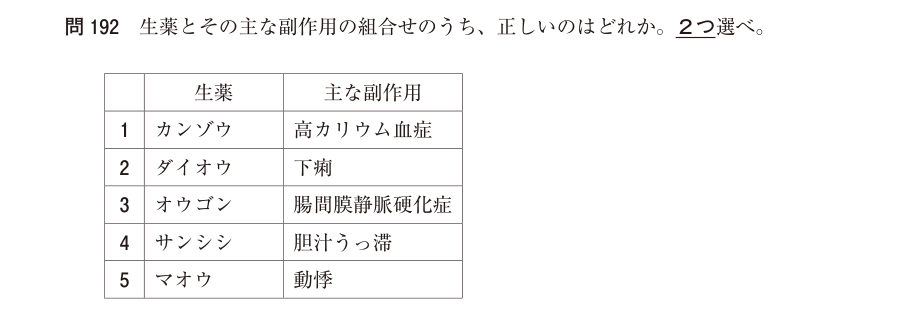 問 192 生薬とその主な副作用の組合せのうち、正しいのはどれか。２つ選べ。
生薬 主な副作用
1 カンゾウ 高カリウム血症
2 ダイオウ 下痢
3 オウゴン 腸間膜静脈硬化症
4 サンシシ 胆汁うっ滞
5 マオウ 動悸